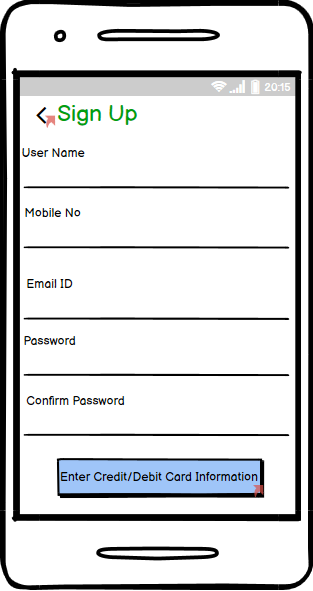 20:15
Sign Up
User Name
Mobile No
Email ID
Password
Confirm Password
Enter Credit/Debit Card Information